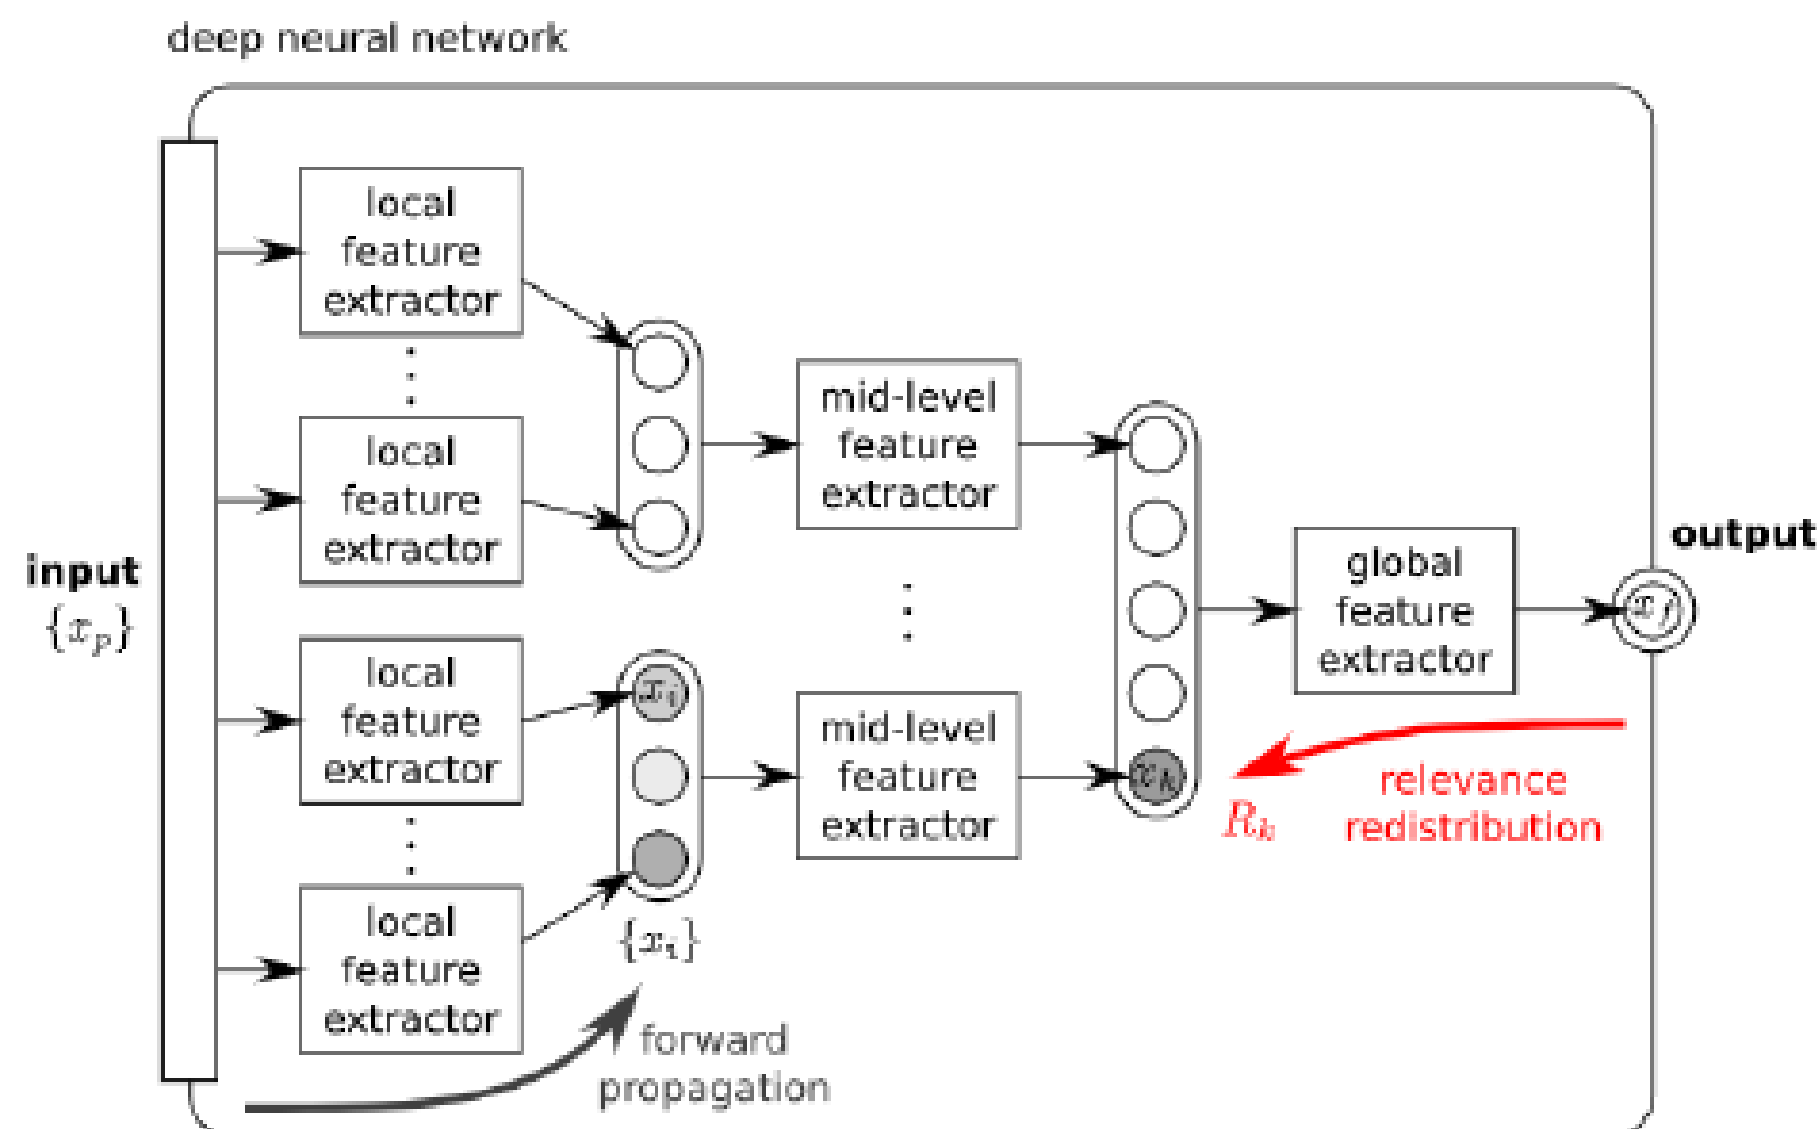 deep neural network
local
feature
extractor
local
feature
extractor
input
{x_p}
local
feature
extractor
local
feature
extractor
x_i
{x_i}
forward
propagation
mid-level
feature
extractor
mid-level
feature
extractor
x_k
global
feature
extractor
output
x_f
R_k
relevance
redistribution